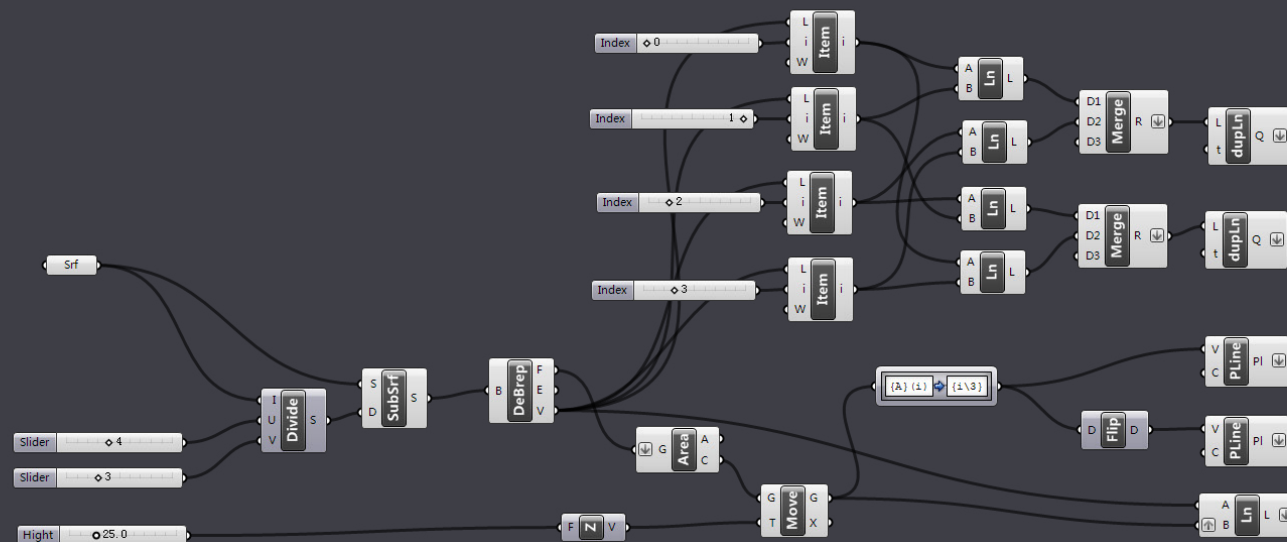 Index 0
L i W Item i
Index 1
L i W Item i
Index 2
L i W Item i
Index 3
L i W Item i
A B Ln L
A B Ln L
A B Ln L
A B Ln L
D1 D2 D3 Merge R
D1 D2 D3 Merge R
L t dupLn Q
L t dupLn Q
Srf
Slider 4
Slider 3
I U V Divide S
S D SubSrf S
B DeBrep F E V
G Area A C
Hight 25.0
F Z V
G T Move G X
{A}(i) {i\3}
D Flip D
V C PLine Pl
V C PLine Pl
A B Ln L